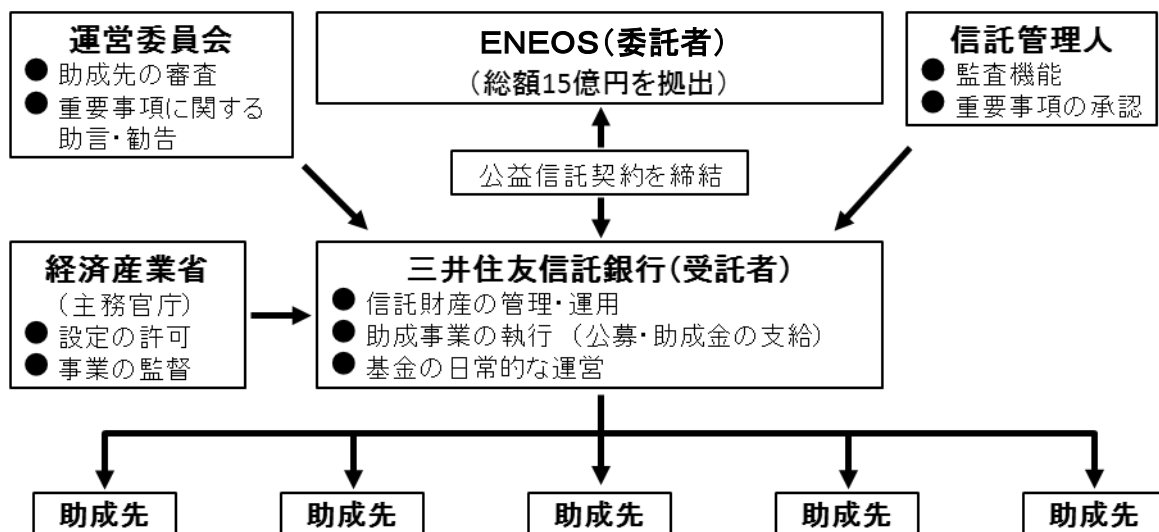 運営委員会
● 助成先の審査
● 重要事項に関する
助言・勧告
ENEOS(委託者)
(総額15億円を拠出)
信託管理人
● 監査機能
● 重要事項の承認
公益信託契約を締結
経済産業省
(主務官庁)
● 設定の許可
● 事業の監督
三井住友信託銀行(受託者)
● 信託財産の管理・運用
● 助成事業の執行 (公募・助成金の支給)
● 基金の日常的な運営
助成先
助成先
助成先
助成先
助成先